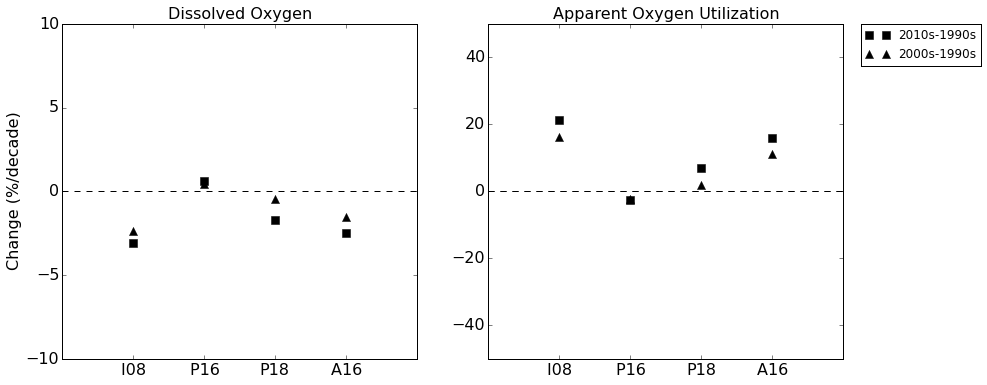 Dissolved Oxygen
Apparent Oxygen Utilization
2010s-1990s
2000s-1990s
Change (%/decade)
10
5
0
−5
−10
40
20
0
−20
−40
I08 P16 P18 A16
I08 P16 P18 A16